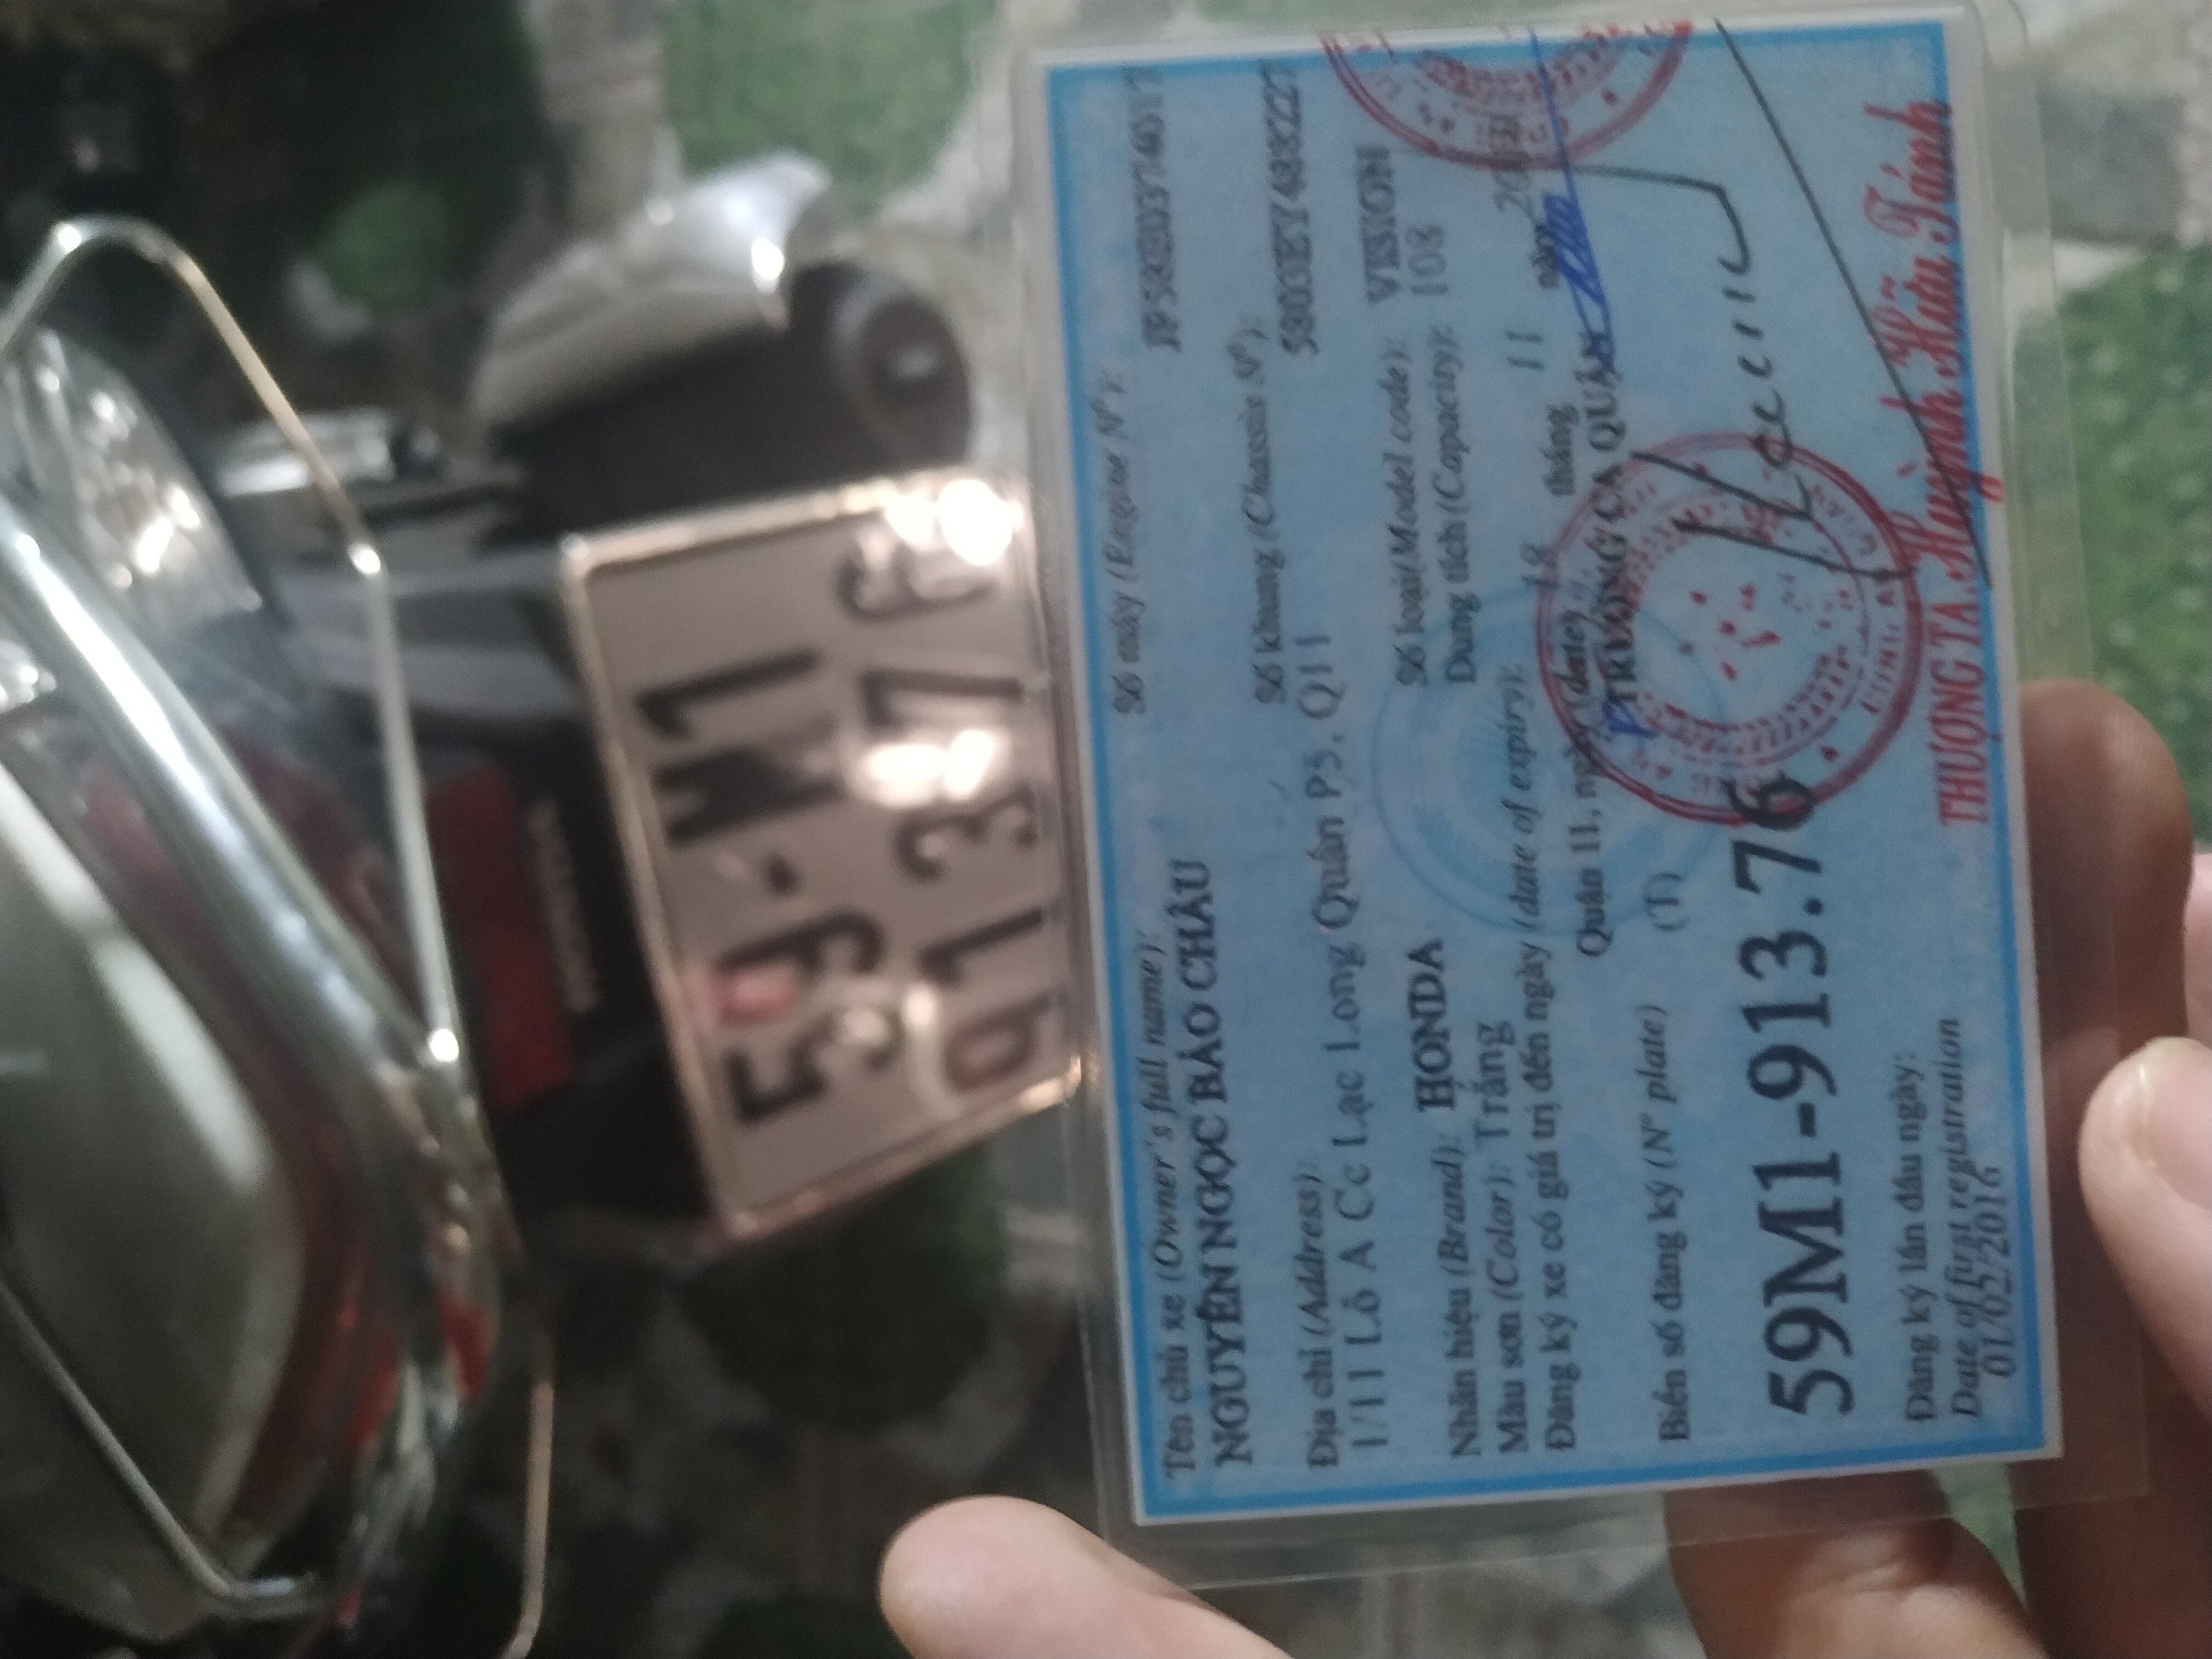 59-M1
913.76
HONDA
Tên chủ xe (Owner's full name):
NGUYỄN NGỌC BẢO CHÂU
Số máy (Engine Nº):
Địa chỉ (Address):
1/11 Lô A Cc Lạc Long Quân P5, Q11
Số khung (Chassis Nº):
5803EY488227
Nhãn hiệu (Brand): HONDA
Số loại(Model code): VISION
Màu sơn (Color): Trắng
Dung tích (Capacity): 108
Đăng ký xe có giá trị đến ngày (date of expiry):
Quận 11, ngày (date) tháng 11 năm
P.TRƯỞNG CA QUẬN
Biển số đăng ký (Nº plate) (T)
59M1-913.76
Đăng ký lần đầu ngày:
Date of first registration
01/02/2016
THƯỢNG TÁ. Huỳnh Hữu Tánh